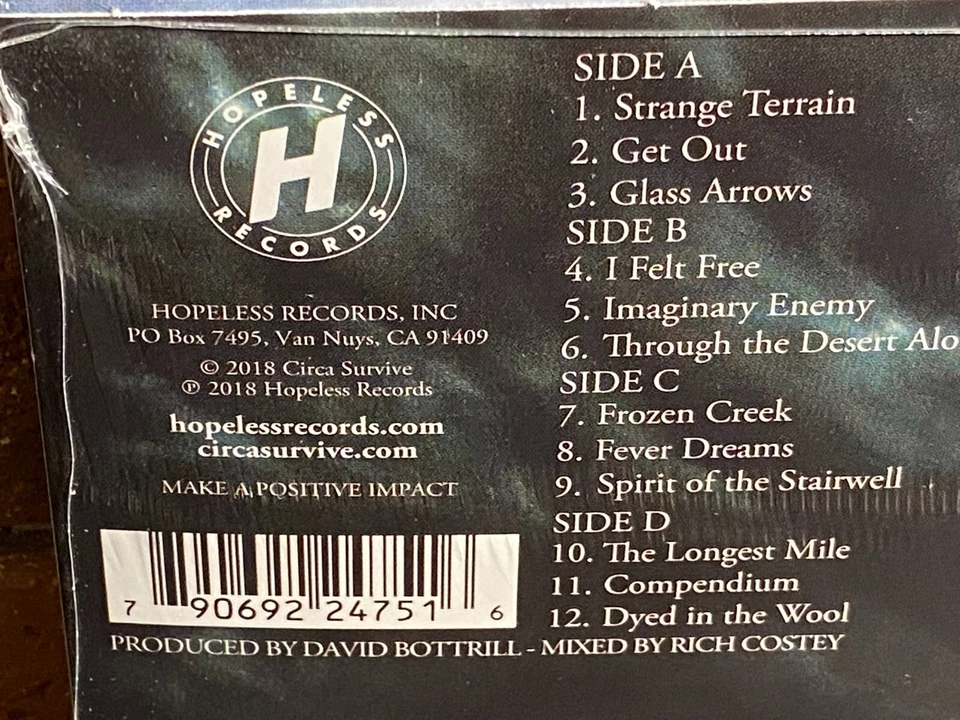 HOPELESS
H
RECORDS
HOPELESS RECORDS, INC
PO Box 7495, Van Nuys, CA 91409
© 2018 Circa Survive
℗ 2018 Hopeless Records
hopelessrecords.com
circasurvive.com
MAKE A POSITIVE IMPACT
7 90692 24751 6
SIDE A
1. Strange Terrain
2. Get Out
3. Glass Arrows
SIDE B
4. I Felt Free
5. Imaginary Enemy
6. Through the Desert Alo
SIDE C
7. Frozen Creek
8. Fever Dreams
9. Spirit of the Stairwell
SIDE D
10. The Longest Mile
11. Compendium
12. Dyed in the Wool
PRODUCED BY DAVID BOTTRILL - MIXED BY RICH COSTEY